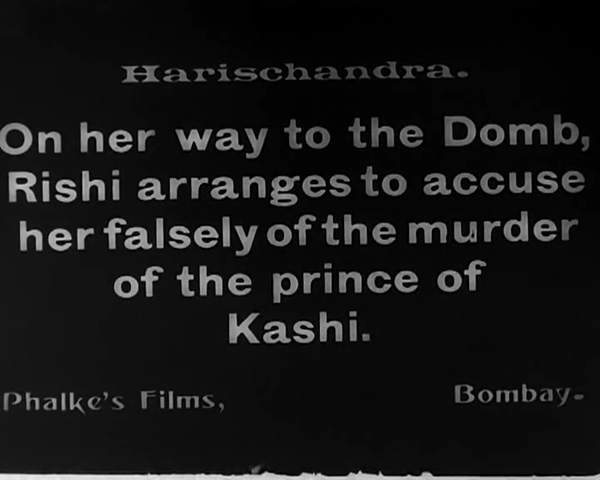 Harischandra.
On her way to the Domb,
Rishi arranges to accuse
her falsely of the murder
of the prince of
Kashi.
Phalke's Films, Bombay.